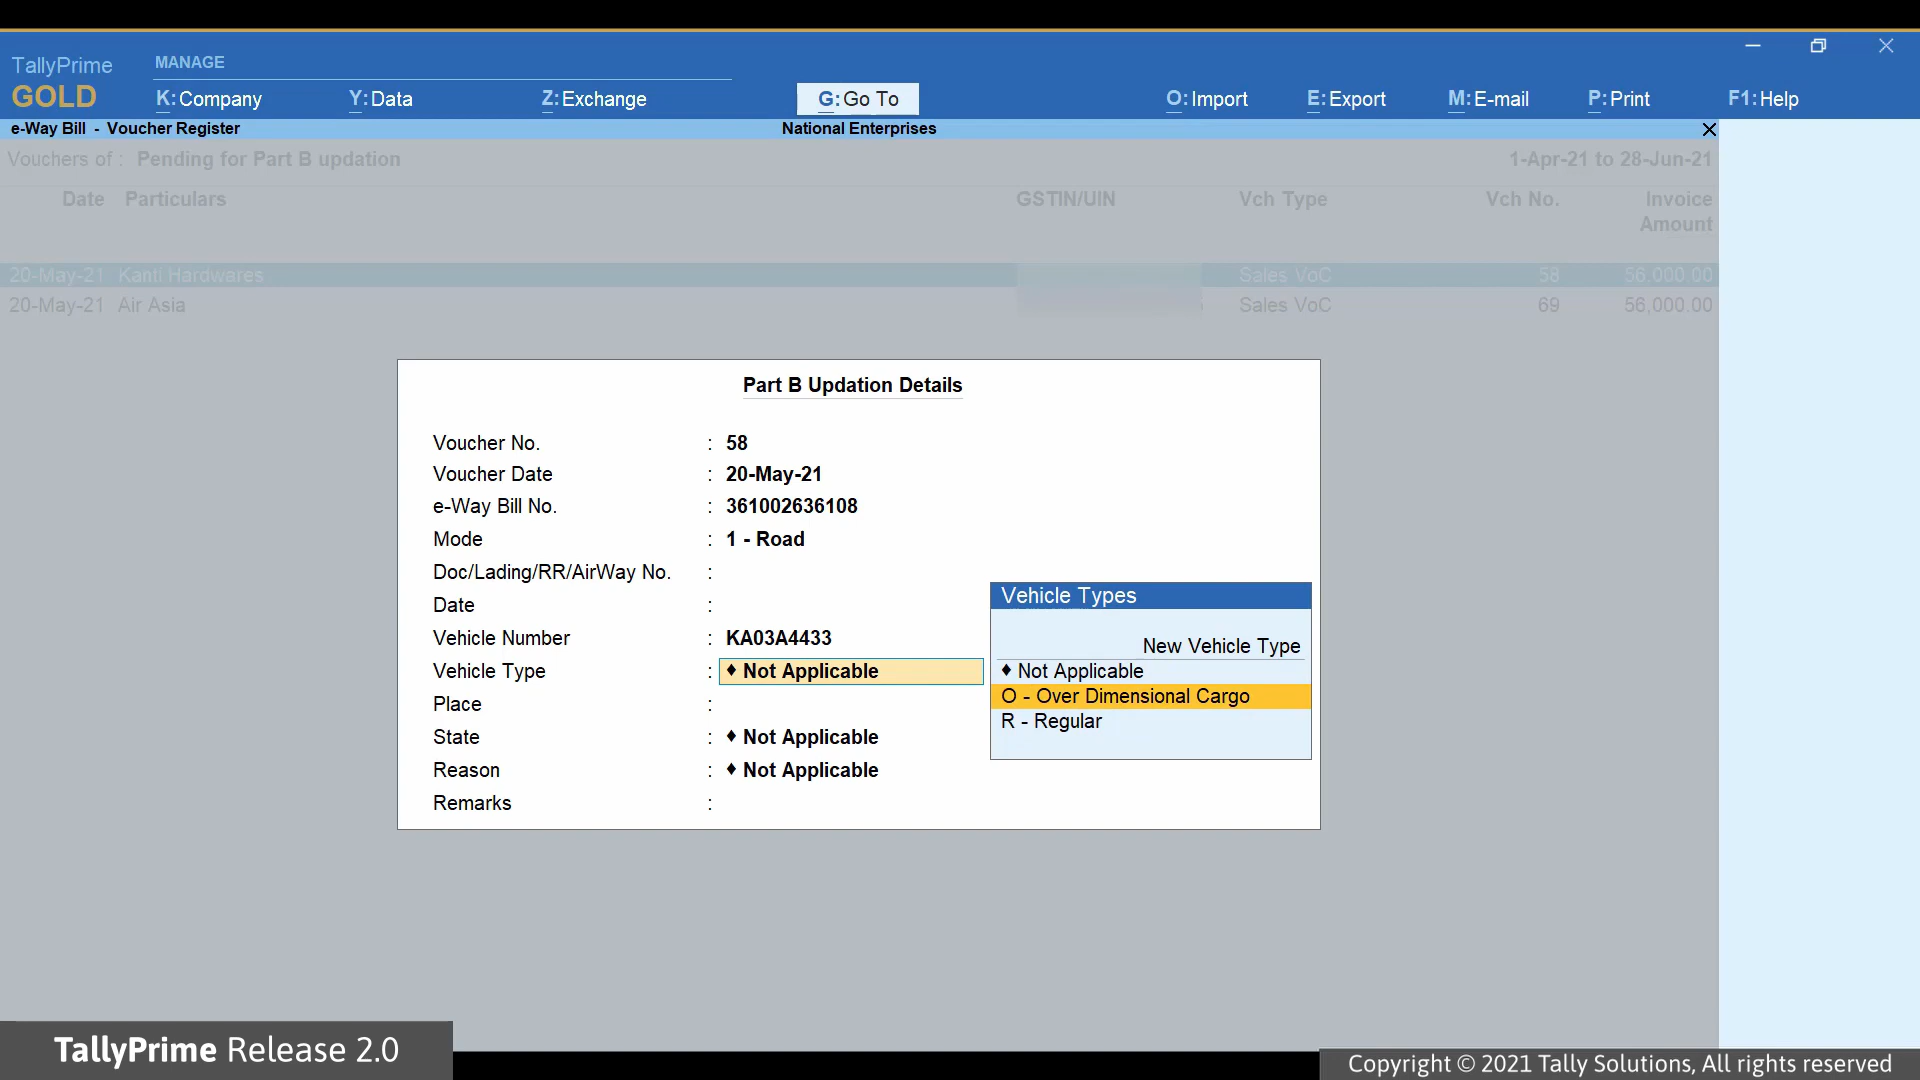 TallyPrime
GOLD
MANAGE
K:Company Y:Data Z:Exchange G:Go To O:Import E:Export M:E-mail P:Print F1:Help
e-Way Bill - Voucher Register National Enterprises
Vouchers of : Pending for Part B updation 1-Apr-21 to 28-Jun-21
Date Particulars GSTIN/UIN Vch Type Vch No. Invoice
Amount
20-May-21 Kanti Hardwares Sales VoC 58 56,000.00
20-May-21 Air Asia Sales VoC 69 56,000.00
Part B Updation Details
Voucher No. : 58
Voucher Date : 20-May-21
e-Way Bill No. : 361002636108
Mode : 1 - Road
Doc/Lading/RR/AirWay No. :
Date :
Vehicle Number : KA03A4433
Vehicle Type : ♦ Not Applicable
Place :
State : ♦ Not Applicable
Reason : ♦ Not Applicable
Remarks :
Vehicle Types
New Vehicle Type
♦ Not Applicable
O - Over Dimensional Cargo
R - Regular
TallyPrime Release 2.0
Copyright © 2021 Tally Solutions, All rights reserved